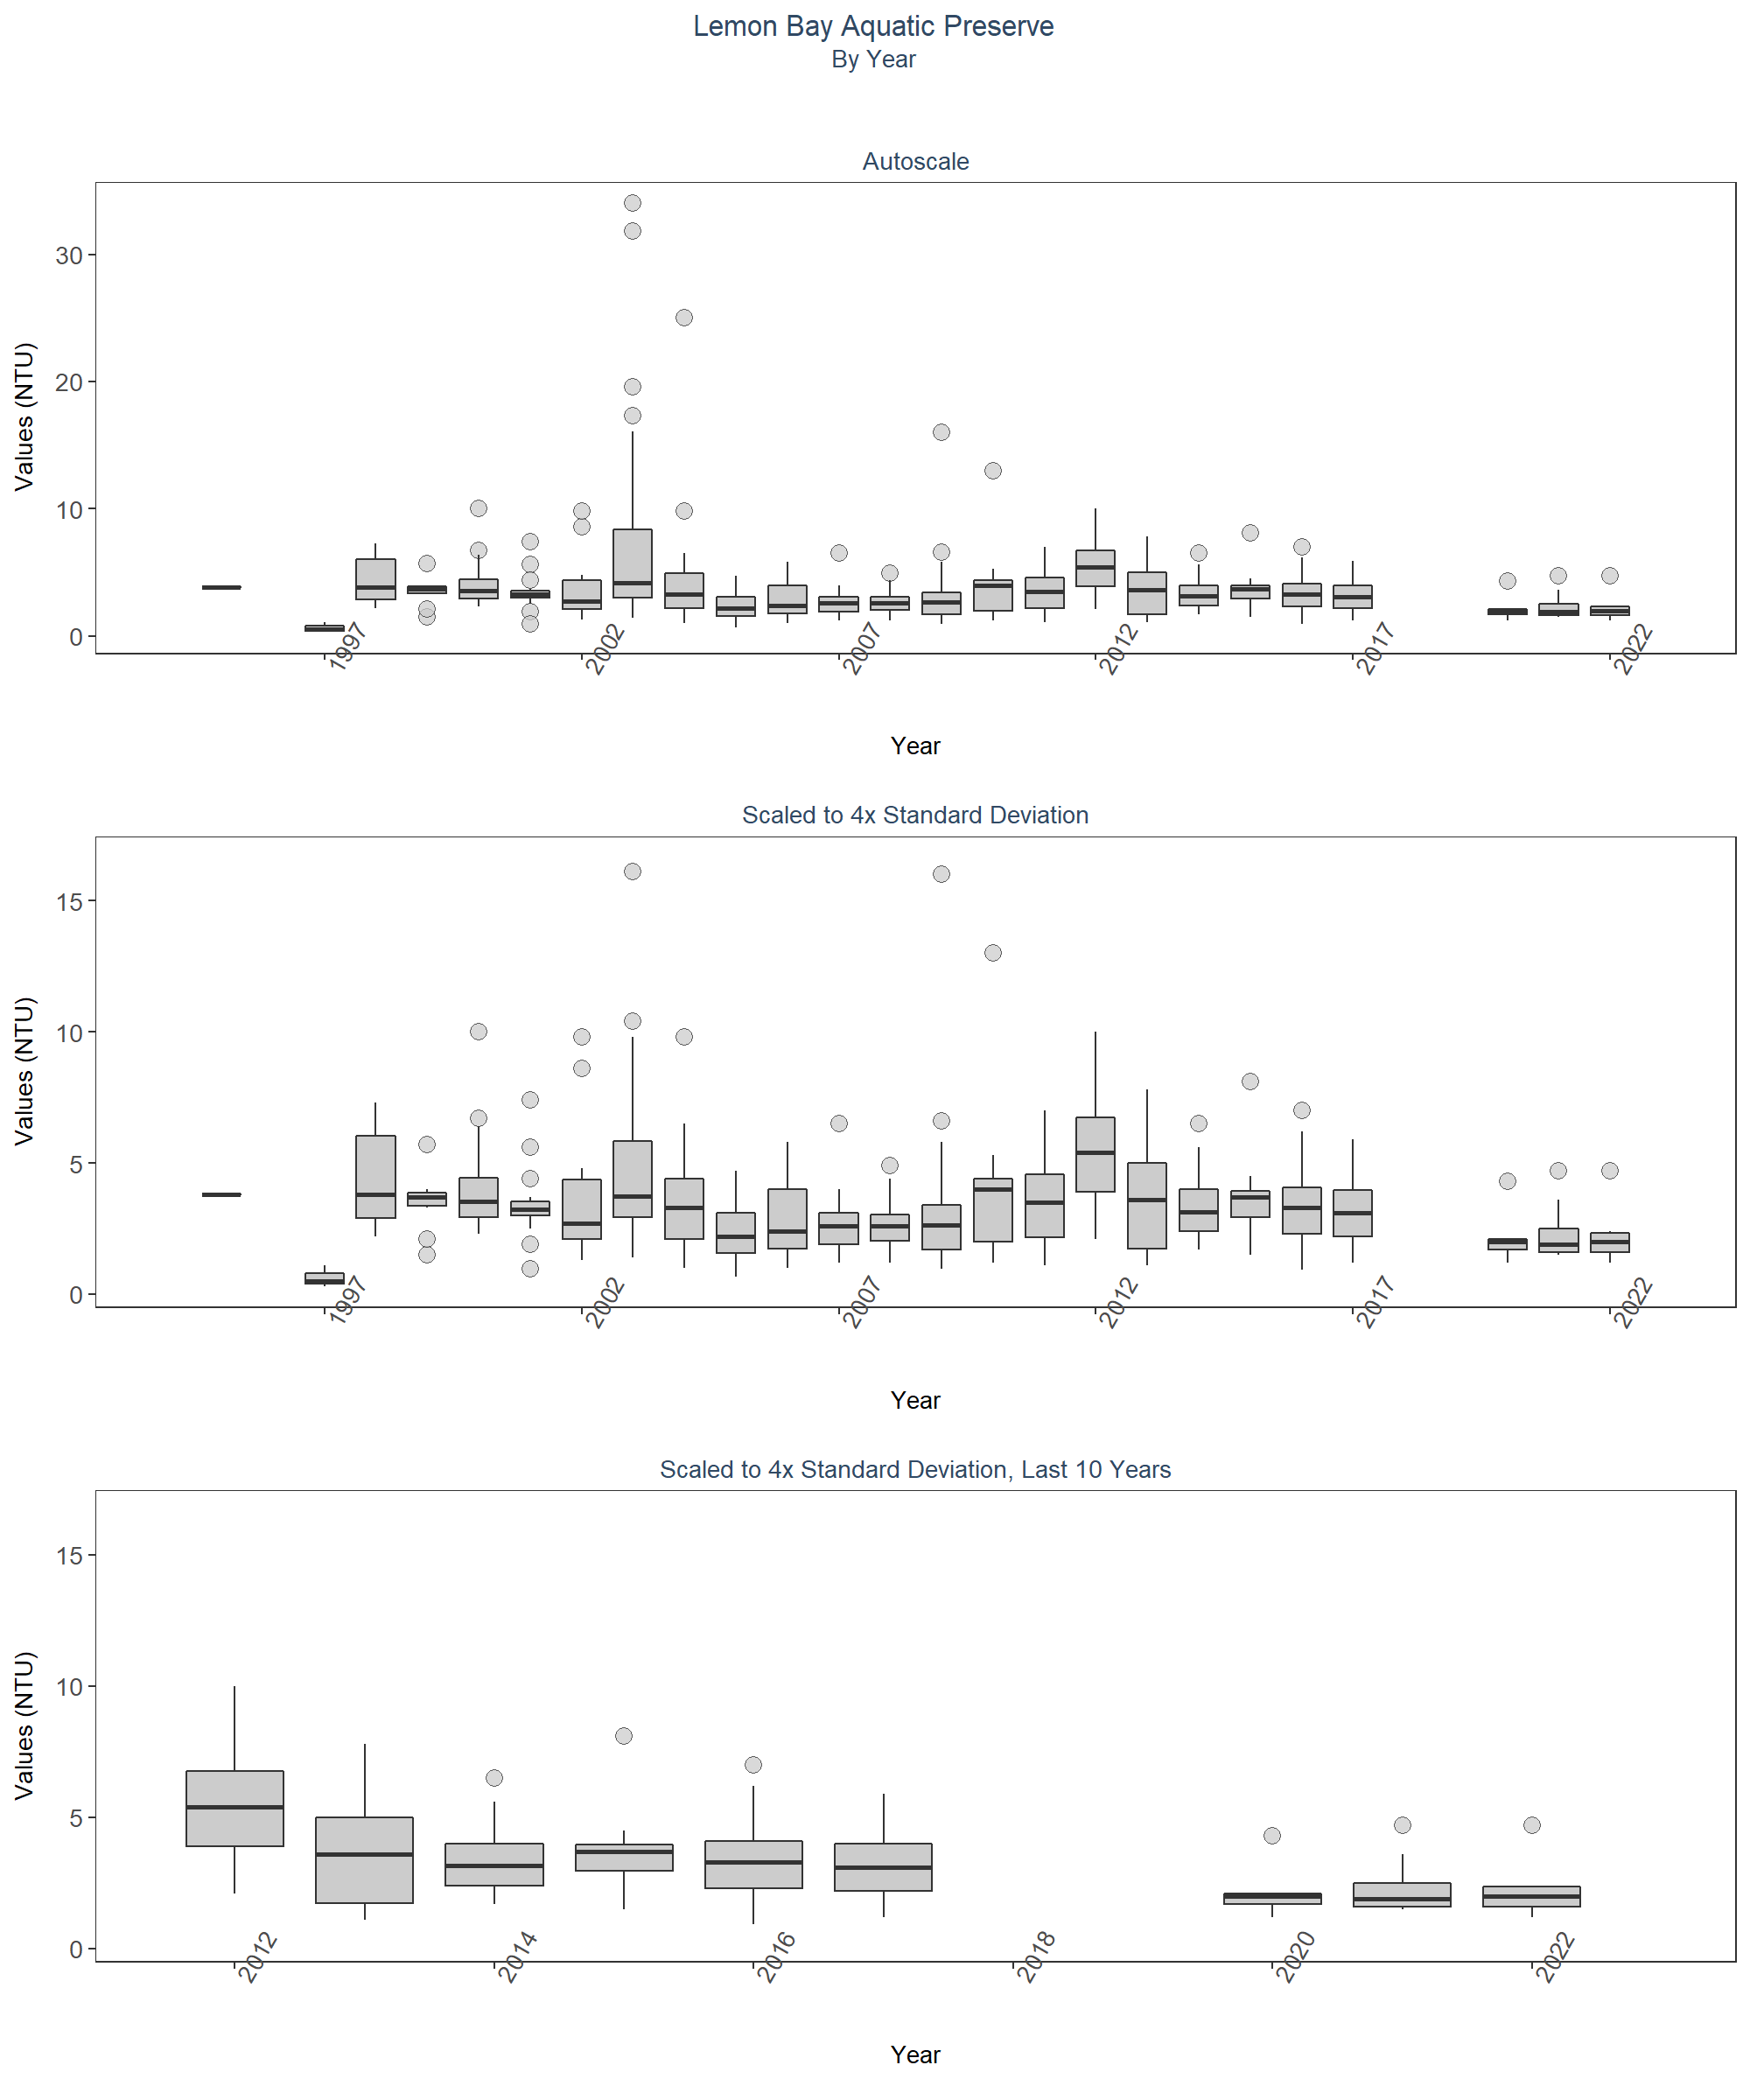 Lemon Bay Aquatic Preserve
By Year
Autoscale
Values (NTU)
30
20
10
0
1997 2002 2007 2012 2017 2022
Year
Scaled to 4x Standard Deviation
Values (NTU)
15
10
5
0
1997 2002 2007 2012 2017 2022
Year
Scaled to 4x Standard Deviation, Last 10 Years
Values (NTU)
15
10
5
0
2012 2014 2016 2018 2020 2022
Year